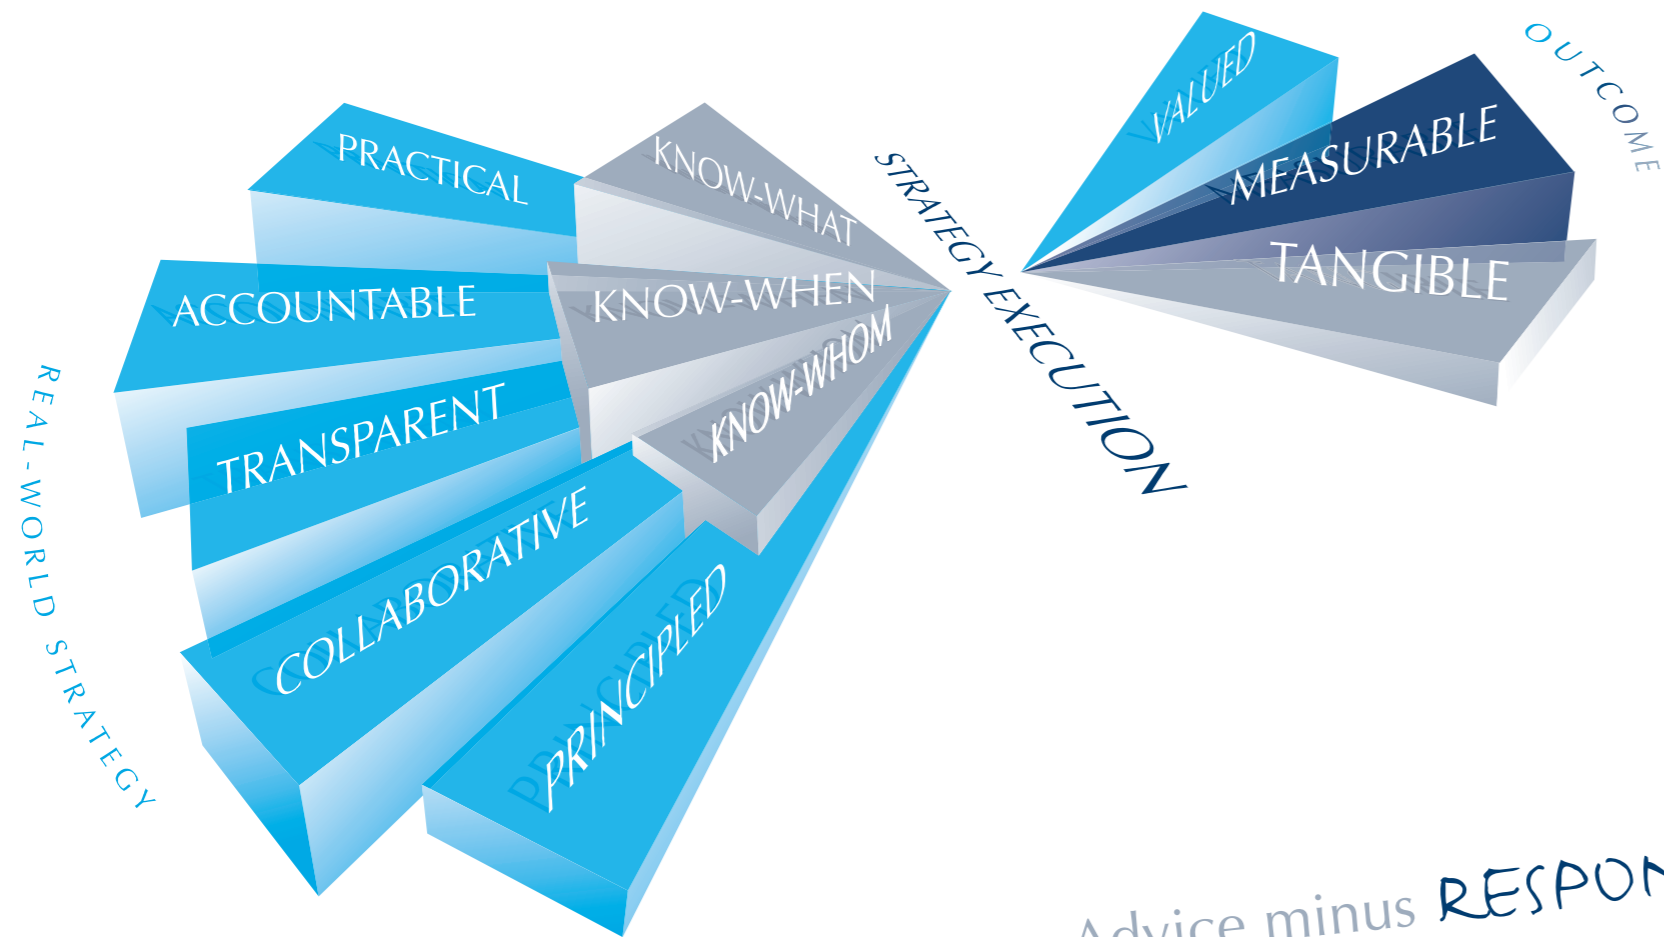 REAL-WORLD STRATEGY
PRACTICAL
ACCOUNTABLE
TRANSPARENT
COLLABORATIVE
PRINCIPLED
KNOW-WHAT
KNOW-WHEN
KNOW-WHOM
STRATEGY EXECUTION
VALUED
MEASURABLE
TANGIBLE
OUTCOME
Advice minus